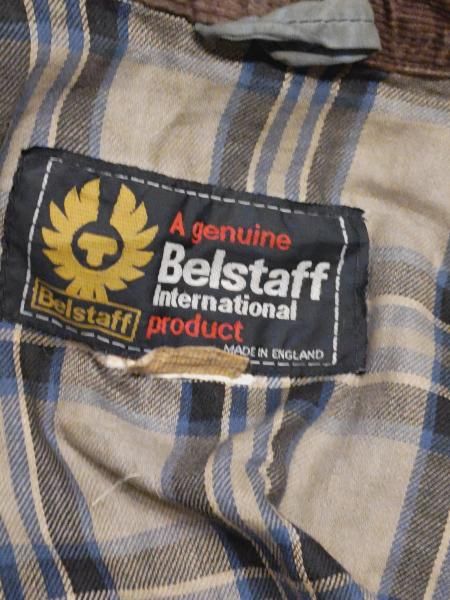 A genuine
Belstaff
International
product
MADE IN ENGLAND
Belstaff